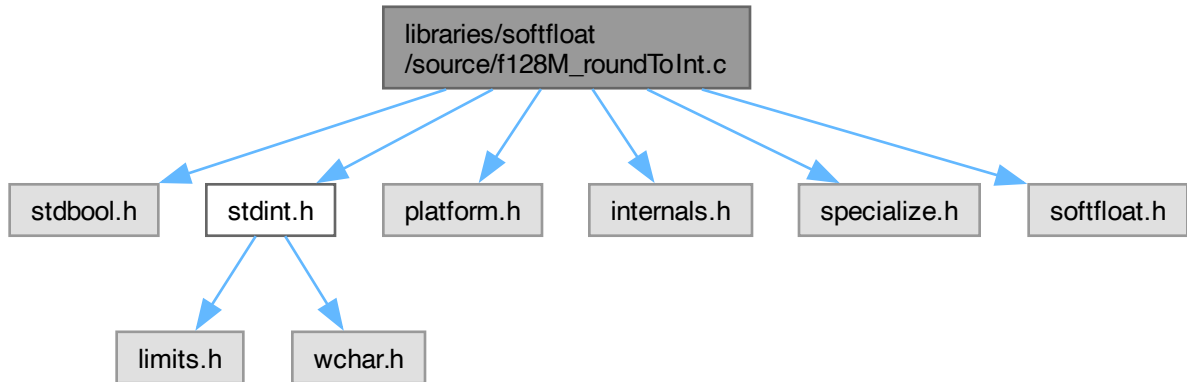 libraries/softfloat
/source/f128M_roundToInt.c
stdbool.h
stdint.h
platform.h
internals.h
specialize.h
softfloat.h
limits.h
wchar.h